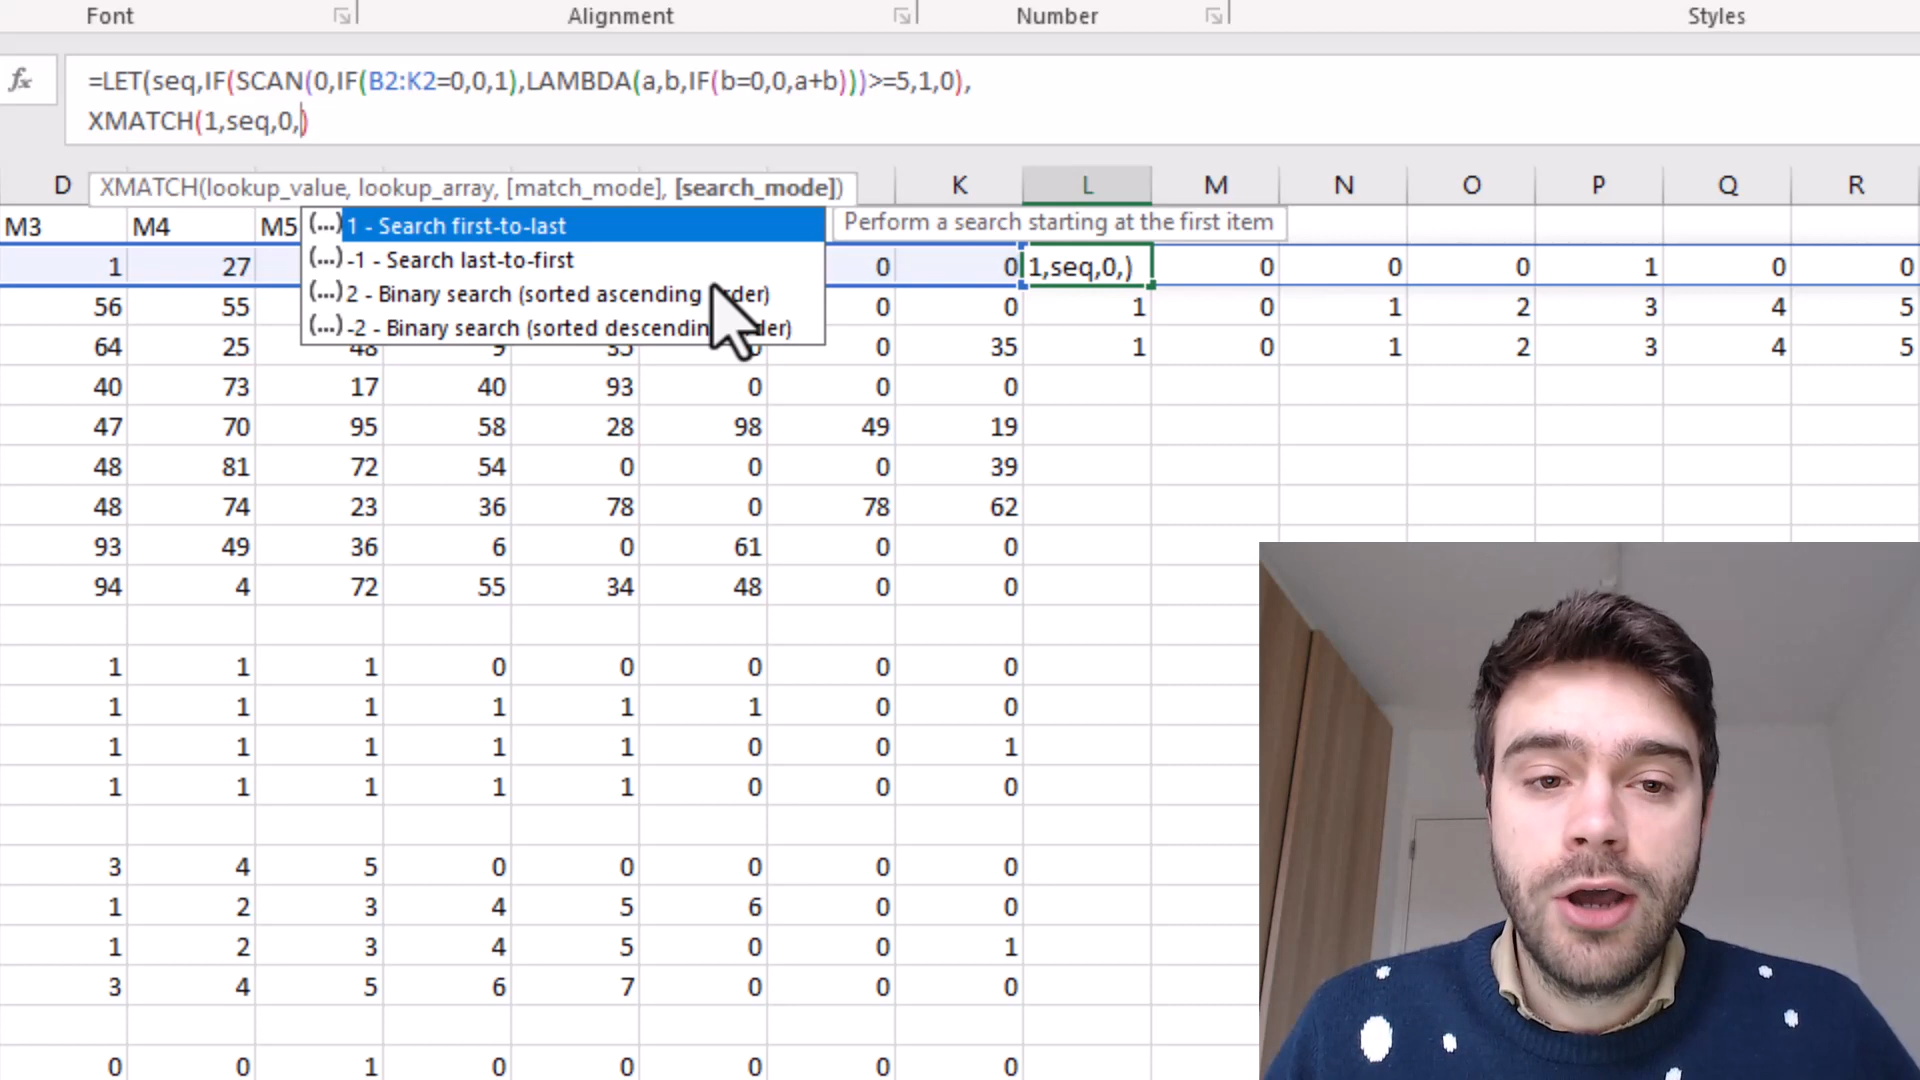 Font Alignment Number Styles
fx =LET(seq,IF(SCAN(0,IF(B2:K2=0,0,1),LAMBDA(a,b,IF(b=0,0,a+b)))>=5,1,0),
XMATCH(1,seq,0,)
D K L M N O P Q R
XMATCH(lookup_value, lookup_array, [match_mode], [search_mode])
M3 M4 M5 (...) 1 - Search first-to-last Perform a search starting at the first item
(...) -1 - Search last-to-first
(...) 2 - Binary search (sorted ascending
(...) -2 - Binary search (sorted
1 27 0 0 1,seq,0,) 0 0 0 1 0 0
56 55 0 0 1 0 1 2 3 4 5
64 25 48 9 35 0 35 1 0 1 2 3 4 5
40 73 17 40 93 0 0 0
47 70 95 58 28 98 49 19
48 81 72 54 0 0 0 39
48 74 23 36 78 0 78 62
93 49 36 6 0 61 0 0
94 4 72 55 34 48 0 0
1 1 1 0 0 0 0 0
1 1 1 1 1 1 0 0
1 1 1 1 1 0 0 1
1 1 1 1 1 0 0 0
3 4 5 0 0 0 0 0
1 2 3 4 5 6 0 0
1 2 3 4 5 0 0 1
3 4 5 6 7 0 0 0
0 0 1 0 0 0 0 0